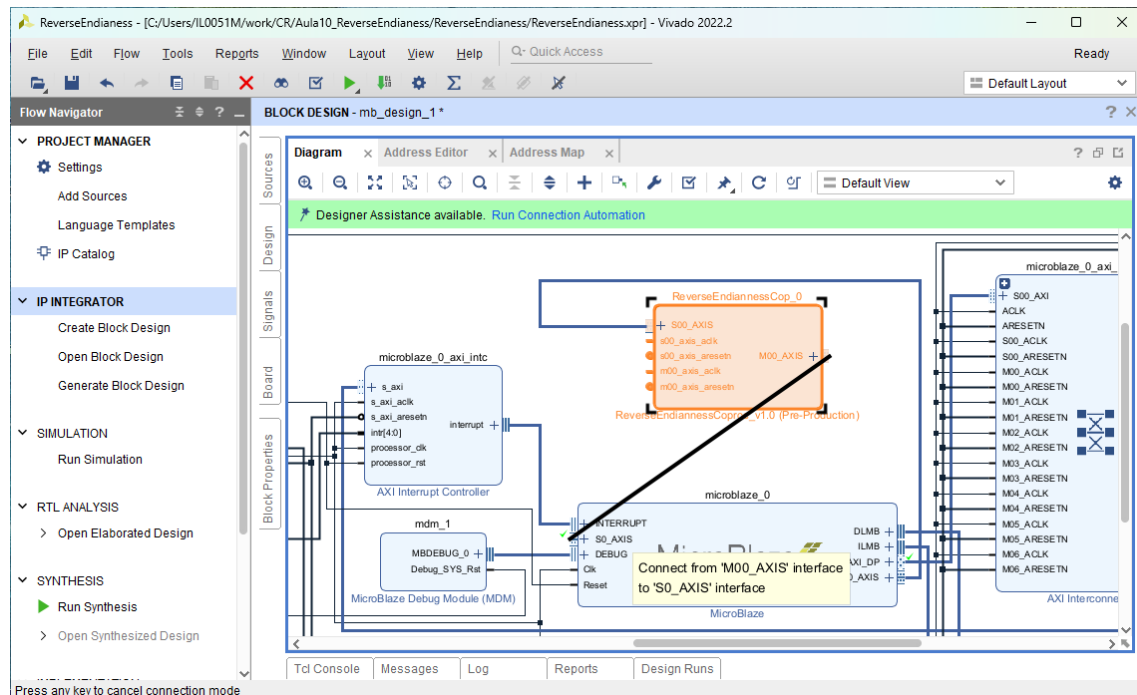 ReverseEndianess - [C:/Users/IL0051M/work/CR/Aula10_ReverseEndianess/ReverseEndianess/ReverseEndianess.xpr] - Vivado 2022.2
File Edit Flow Tools Reports Window Layout View Help Q- Quick Access Ready
Default Layout
Flow Navigator
BLOCK DESIGN - mb_design_1 *
PROJECT MANAGER
Settings
Add Sources
Language Templates
IP Catalog
IP INTEGRATOR
Create Block Design
Open Block Design
Generate Block Design
SIMULATION
Run Simulation
RTL ANALYSIS
Open Elaborated Design
SYNTHESIS
Run Synthesis
Open Synthesized Design
Sources
Design
Signals
Board
Block Properties
Diagram Address Editor Address Map
Default View
Designer Assistance available. Run Connection Automation
microblaze_0_axi_intc
s_axi
s_axi_aclk
s_axi_aresetn
intr[4:0]
processor_clk
processor_rst
interrupt
AXI Interrupt Controller
mdm_1
MBDEBUG_0
Debug_SYS_Rst
MicroBlaze Debug Module (MDM)
ReverseEndiannessCop_0
S00_AXIS
s00_axis_aclk
s00_axis_aresetn
m00_axis_aclk
m00_axis_aresetn
M00_AXIS
_v1.0 (Pre-Production)
microblaze_0
INTERRUPT
S0_AXIS
DEBUG
Clk
Reset
DLMB
ILMB
AXI_DP
0_AXIS
Connect from 'M00_AXIS' interface
to 'S0_AXIS' interface
MicroBlaze
microblaze_0_axi_
S00_AXI
ACLK
ARESETN
S00_ACLK
S00_ARESETN
M00_ACLK
M00_ARESETN
M01_ACLK
M01_ARESETN
M02_ACLK
M02_ARESETN
M03_ACLK
M03_ARESETN
M04_ACLK
M04_ARESETN
M05_ACLK
M05_ARESETN
M06_ACLK
M06_ARESETN
AXI Interconne
Tcl Console Messages Log Reports Design Runs
Press any key to cancel connection mode